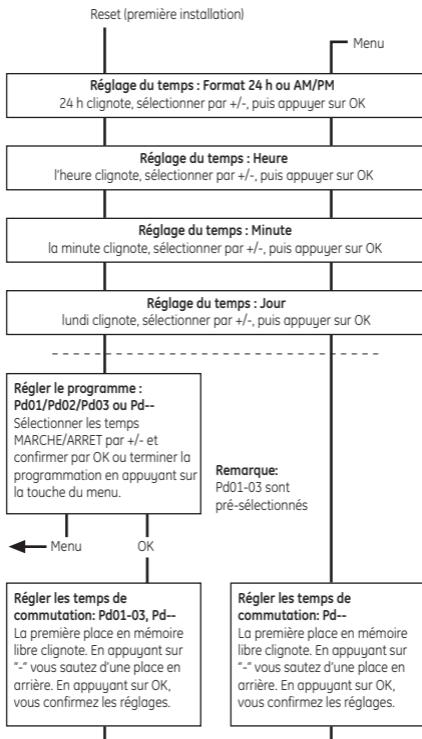 Reset (première installation)
Menu
Réglage du temps : Format 24 h ou AM/PM
24 h clignote, sélectionner par +/-, puis appuyer sur OK
Réglage du temps : Heure
l'heure clignote, sélectionner par +/-, puis appuyer sur OK
Réglage du temps : Minute
la minute clignote, sélectionner par +/-, puis appuyer sur OK
Réglage du temps : Jour
lundi clignote, sélectionner par +/-, puis appuyer sur OK
Régler le programme :
Pd01/Pd02/Pd03 ou Pd--
Sélectionner les temps
MARCHE/ARRET par +/- et
confirmer par OK ou terminer la
programmation en appuyant sur
la touche du menu.
Remarque:
Pd01-03 sont
pré-sélectionnés
Menu
OK
Régler les temps de
commutation: Pd01-03, Pd--
La première place en mémoire
libre clignote. En appuyant sur
"-" vous sautez d'une place en
arrière. En appuyant sur OK,
vous confirmez les réglages.
Régler les temps de
commutation: Pd--
La première place en mémoire
libre clignote. En appuyant sur
"-" vous sautez d'une place en
arrière. En appuyant sur OK,
vous confirmez les réglages.